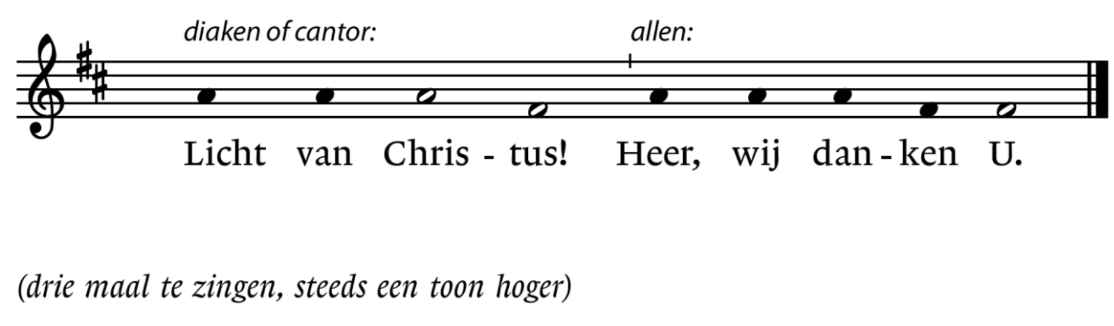 diaken of cantor: allen:
Licht van Chris - tus! Heer, wij dan - ken U.
(drie maal te zingen, steeds een toon hoger)